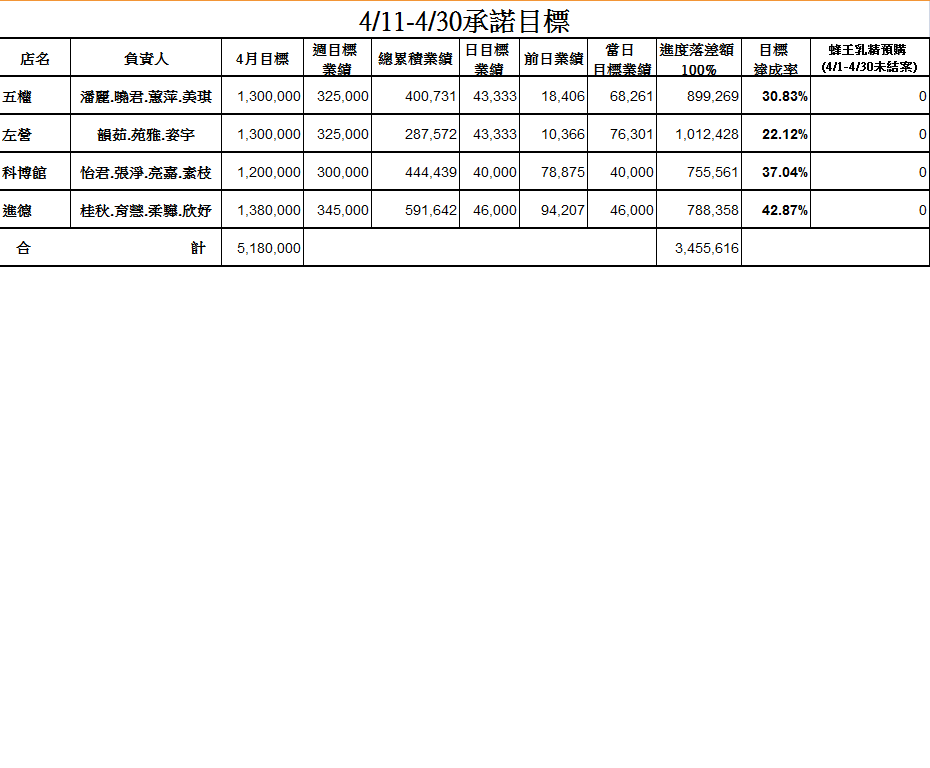 4/11-4/30承諾目標
店名 負責人 4月目標 週目標業績 總累積業績 日目標業績 前日業績 當日目標業績 進度落差額100% 目標達成率 蜂王乳精預購(4/1-4/30未結案)
五權 潘麗.曉君.蕙萍.美琪 1,300,000 325,000 400,731 43,333 18,406 68,261 899,269 30.83% 0
左營 韻茹.苑雅.姿宇 1,300,000 325,000 287,572 43,333 10,366 76,301 1,012,428 22.12% 0
科博館 怡君.張淨.亮嘉.素枝 1,200,000 300,000 444,439 40,000 78,875 40,000 755,561 37.04% 0
進德 桂秋.育慧.柔驊.欣妤 1,380,000 345,000 591,642 46,000 94,207 46,000 788,358 42.87% 0
合 計 5,180,000 3,455,616